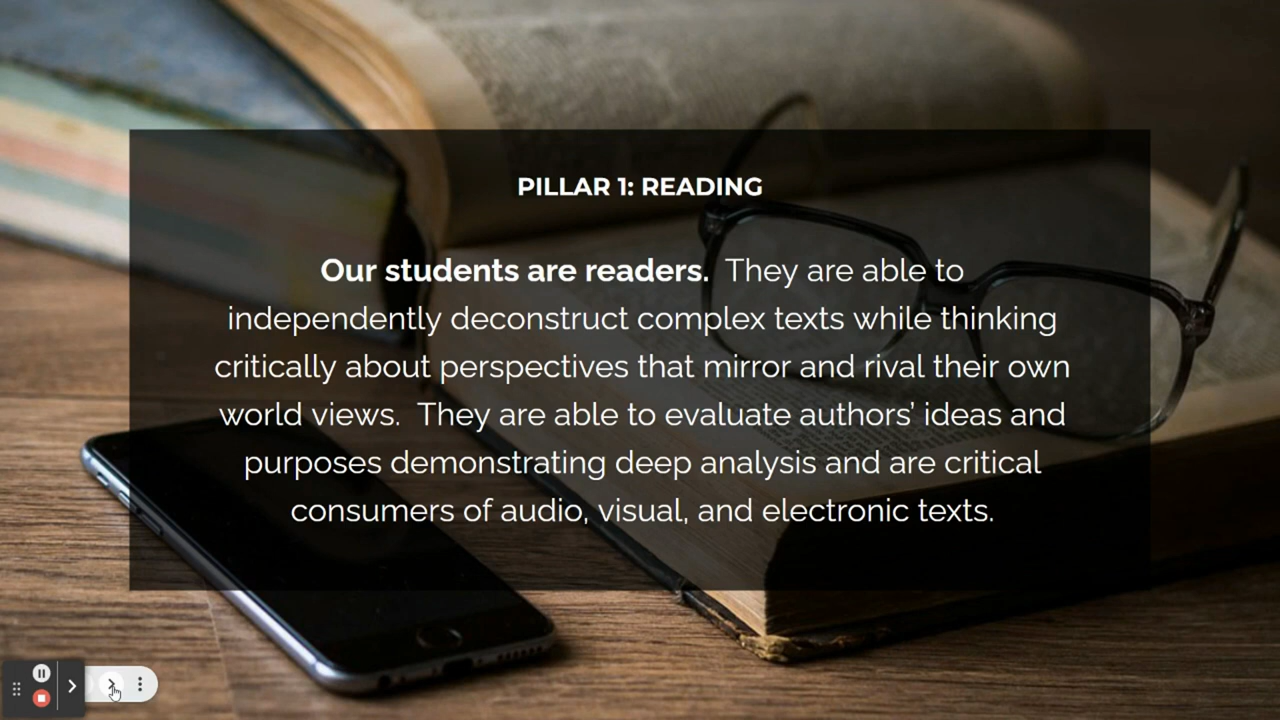 PILLAR 1: READING
Our students are readers. They are able to
independently deconstruct complex texts while thinking
critically about perspectives that mirror and rival their own
world views. They are able to evaluate authors’ ideas and
purposes demonstrating deep analysis and are critical
consumers of audio, visual, and electronic texts.